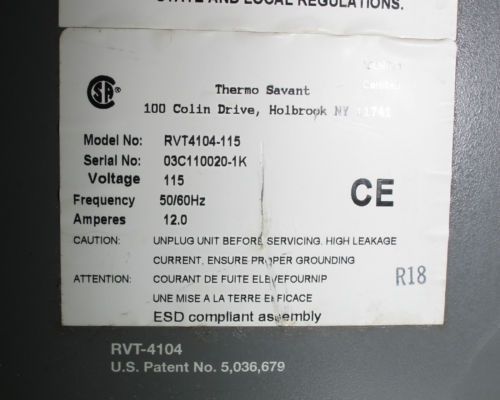 STATE AND LOCAL REGULATIONS.
CSA®
Thermo Savant
100 Colin Drive, Holbrook NY 11741
Model No: RVT4104-115
Serial No: 03C110020-1K
Voltage 115
Frequency 50/60Hz
Amperes 12.0
CE
CAUTION: UNPLUG UNIT BEFORE SERVICING. HIGH LEAKAGE
CURRENT, ENSURE PROPER GROUNDING
ATTENTION: COURANT DE FUITE ELEVEFOURNIP
UNE MISE A LA TERRE EFFICACE
R18
ESD compliant assembly
RVT-4104
U.S. Patent No. 5,036,679